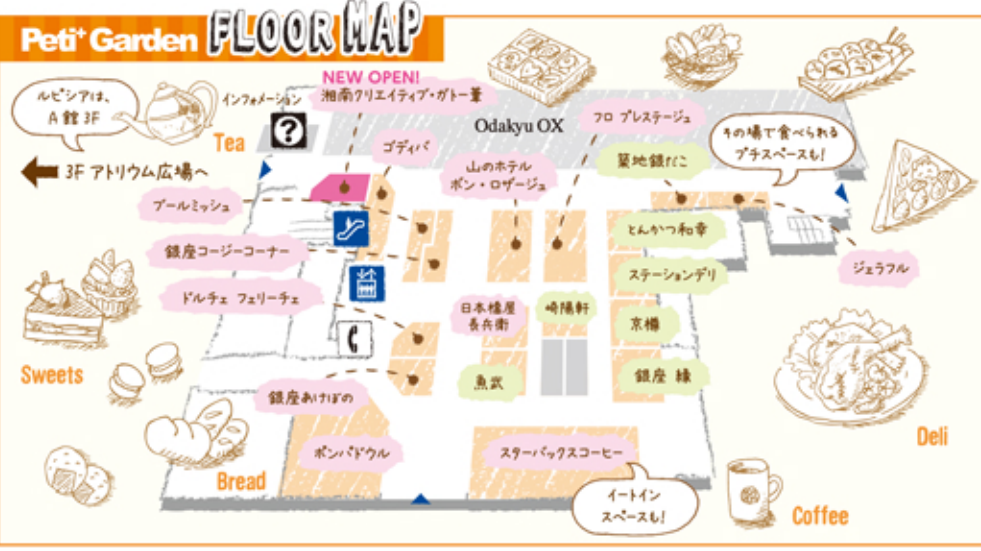 Peti+ Garden FLOOR MAP
NEW OPEN!
湘南クリエイティブ・ガトー葦
ルピシアは、
A館 3F
インフォメーション
?
Tea
3F アトリウム広場へ
Odakyu OX
フロ プレステージュ
その場で食べられる
プチスペースも!
ゴディバ
山のホテル
ボン・ロザージュ
築地銀だこ
ブールミッシュ
銀座コージーコーナー
ドルチェ フェリーチェ
とんかつ和幸
ステーションデリ
ジェラフル
日本橋屋
長兵衛
崎陽軒
京樽
魚武
銀座 縁
Sweets
銀座あけぼの
ポンパドウル
スターバックスコーヒー
イートイン
スペースも!
Bread
Deli
Coffee